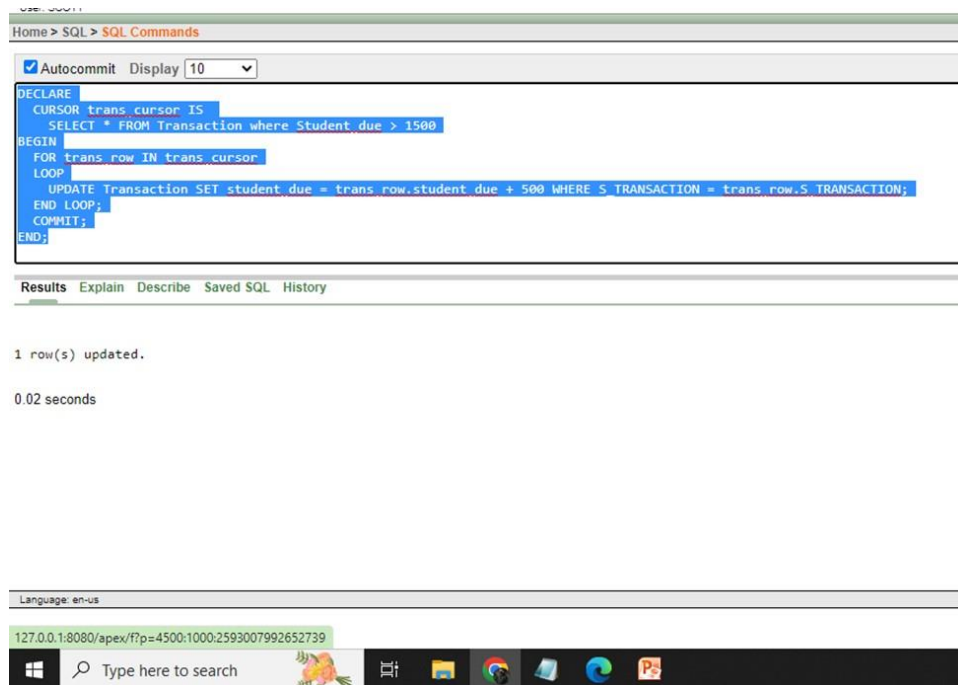 User: SCOTT
Home > SQL > SQL Commands
Autocommit Display 10
DECLARE
CURSOR trans_cursor IS
SELECT * FROM Transaction where Student_due > 1500
BEGIN
FOR trans_row IN trans_cursor
LOOP
UPDATE Transaction SET student_due = trans_row.student_due + 500 WHERE S_TRANSACTION = trans_row.S_TRANSACTION;
END LOOP;
COMMIT;
END;
Results Explain Describe Saved SQL History
1 row(s) updated.
0.02 seconds
Language: en-us
127.0.0.1:8080/apex/f?p=4500:1000:2593007992652739
Type here to search